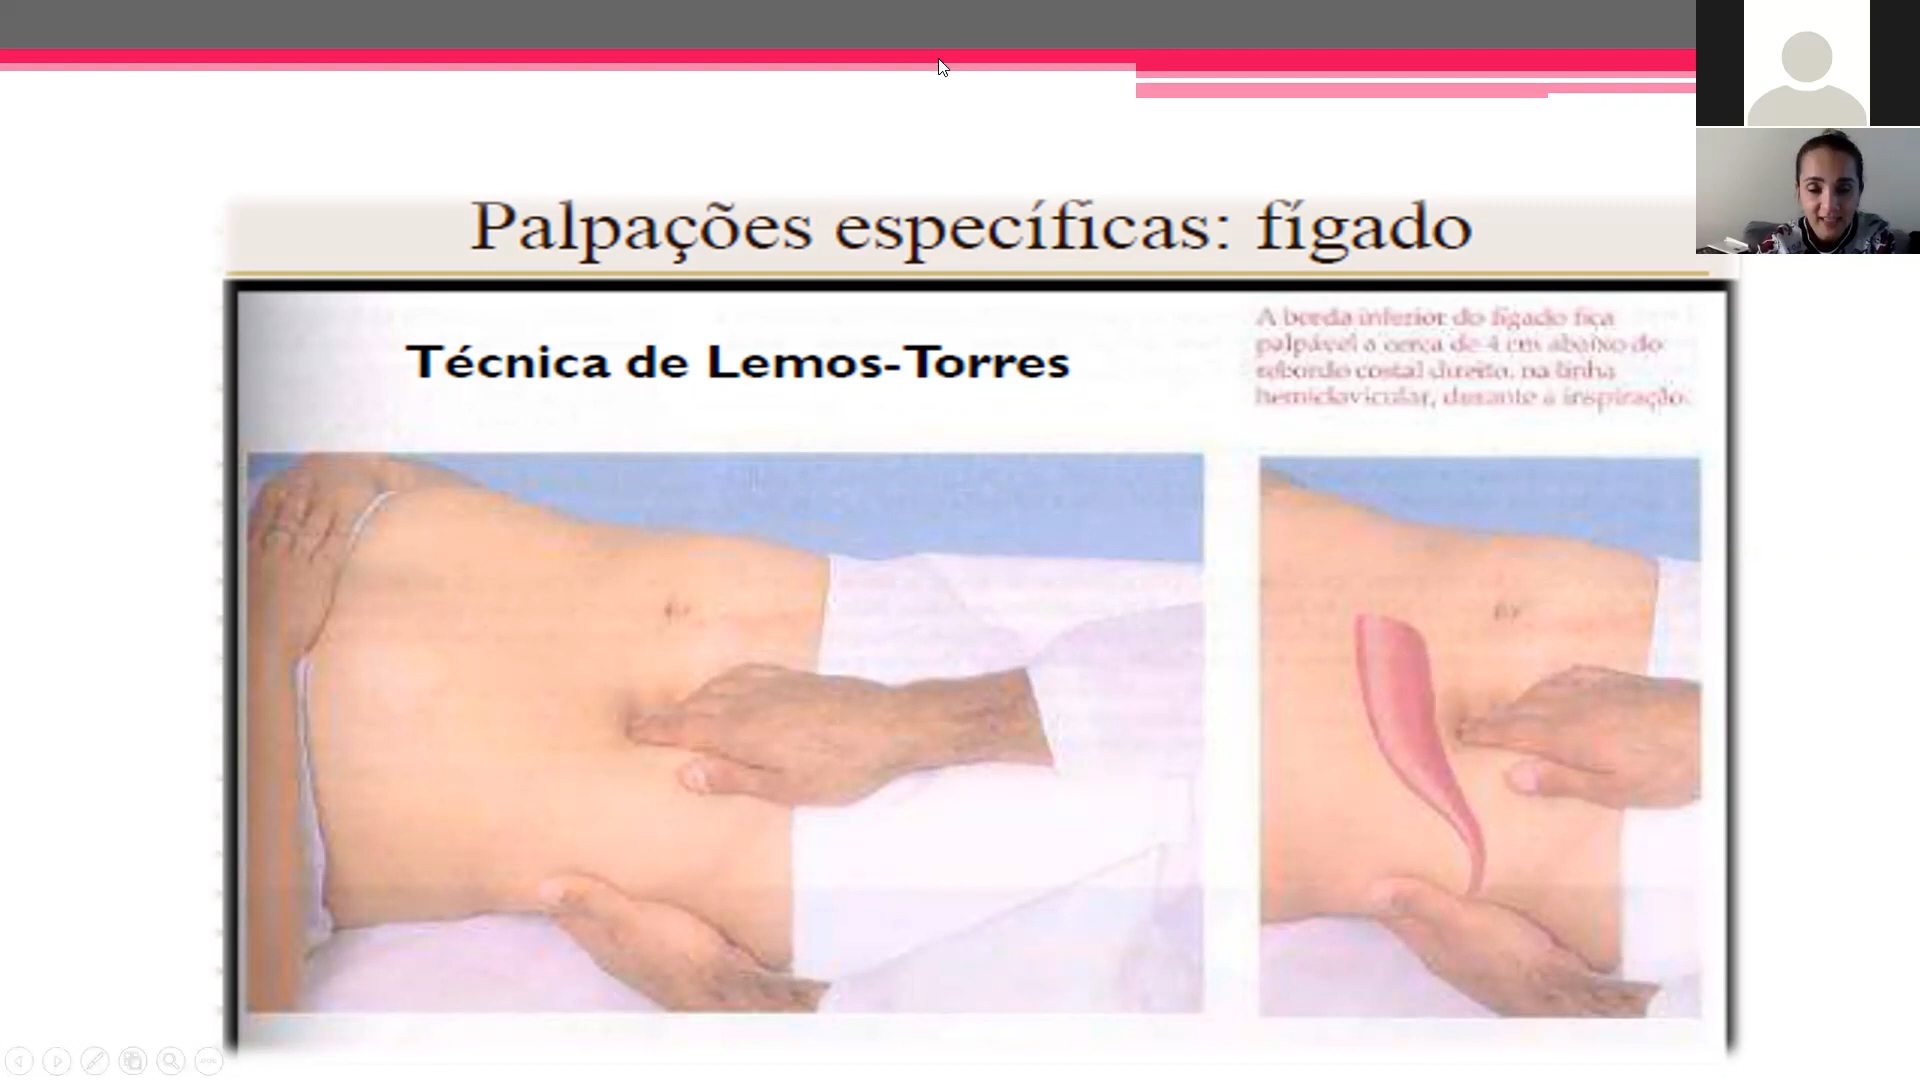 Palpações específicas: fígado
Técnica de Lemos-Torres
A borda inferior do fígado fica
palpável a cerca de 4 cm abaixo do
rebordo costal direito, na linha
hemiclavicular, durante a inspiração.